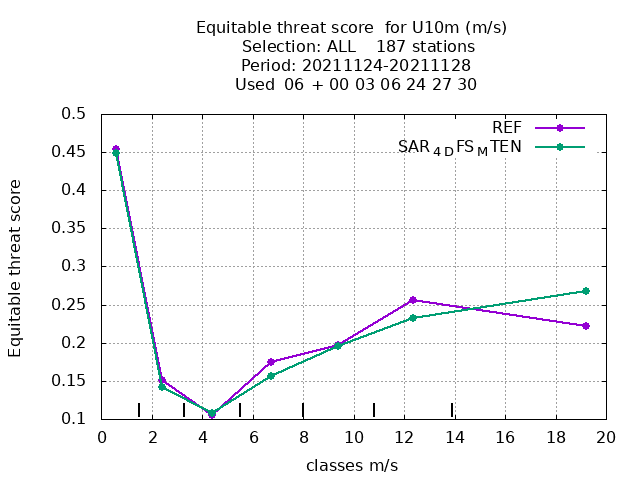 Equitable threat score  for U10m (m/s)
Selection: ALL    187 stations
Period: 20211124-20211128
Used  06  + 00 03 06 24 27 30
0.5
REF
SAR4DFSMTEN
0.45
0.4
0.35
0.3
0.25
0.2
0.15
0.1
Equitable threat score
0 2 4 6 8 10 12 14 16 18 20
classes m/s